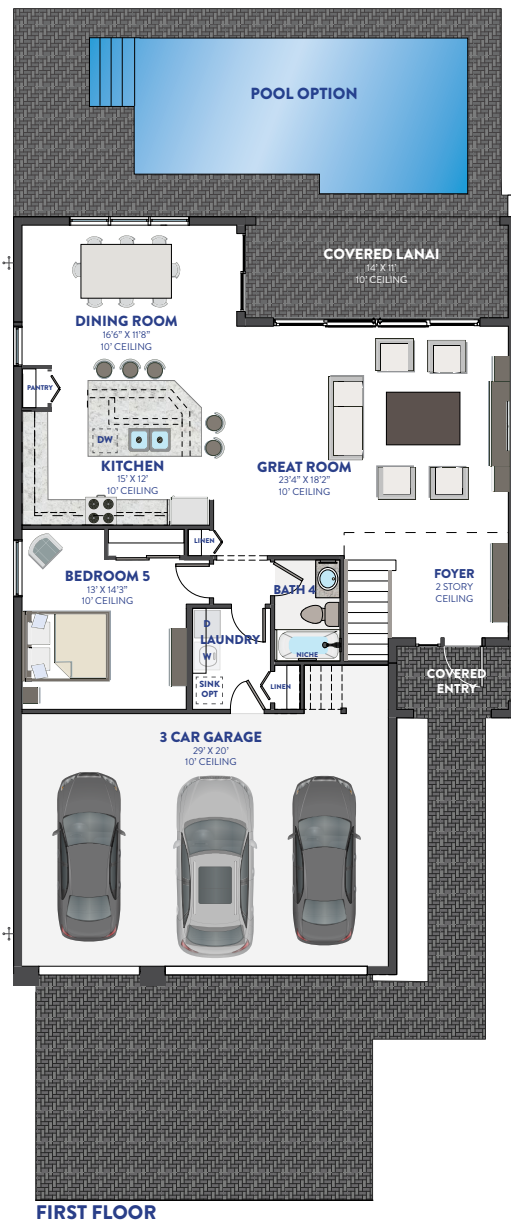 POOL OPTION
COVERED LANAI
14' X 11'
10' CEILING
DINING ROOM
16'6" X 11'8"
10' CEILING
PANTRY
DW
KITCHEN
15' X 12'
10' CEILING
GREAT ROOM
23'4" X 18'2"
10' CEILING
LINEN
BEDROOM 5
13' X 14'3"
10' CEILING
BATH 4
FOYER
2 STORY
CEILING
D
LAUNDRY
W
NICHE
SINK
OPT
LINEN
COVERED
ENTRY
3 CAR GARAGE
29' X 20'
10' CEILING
FIRST FLOOR